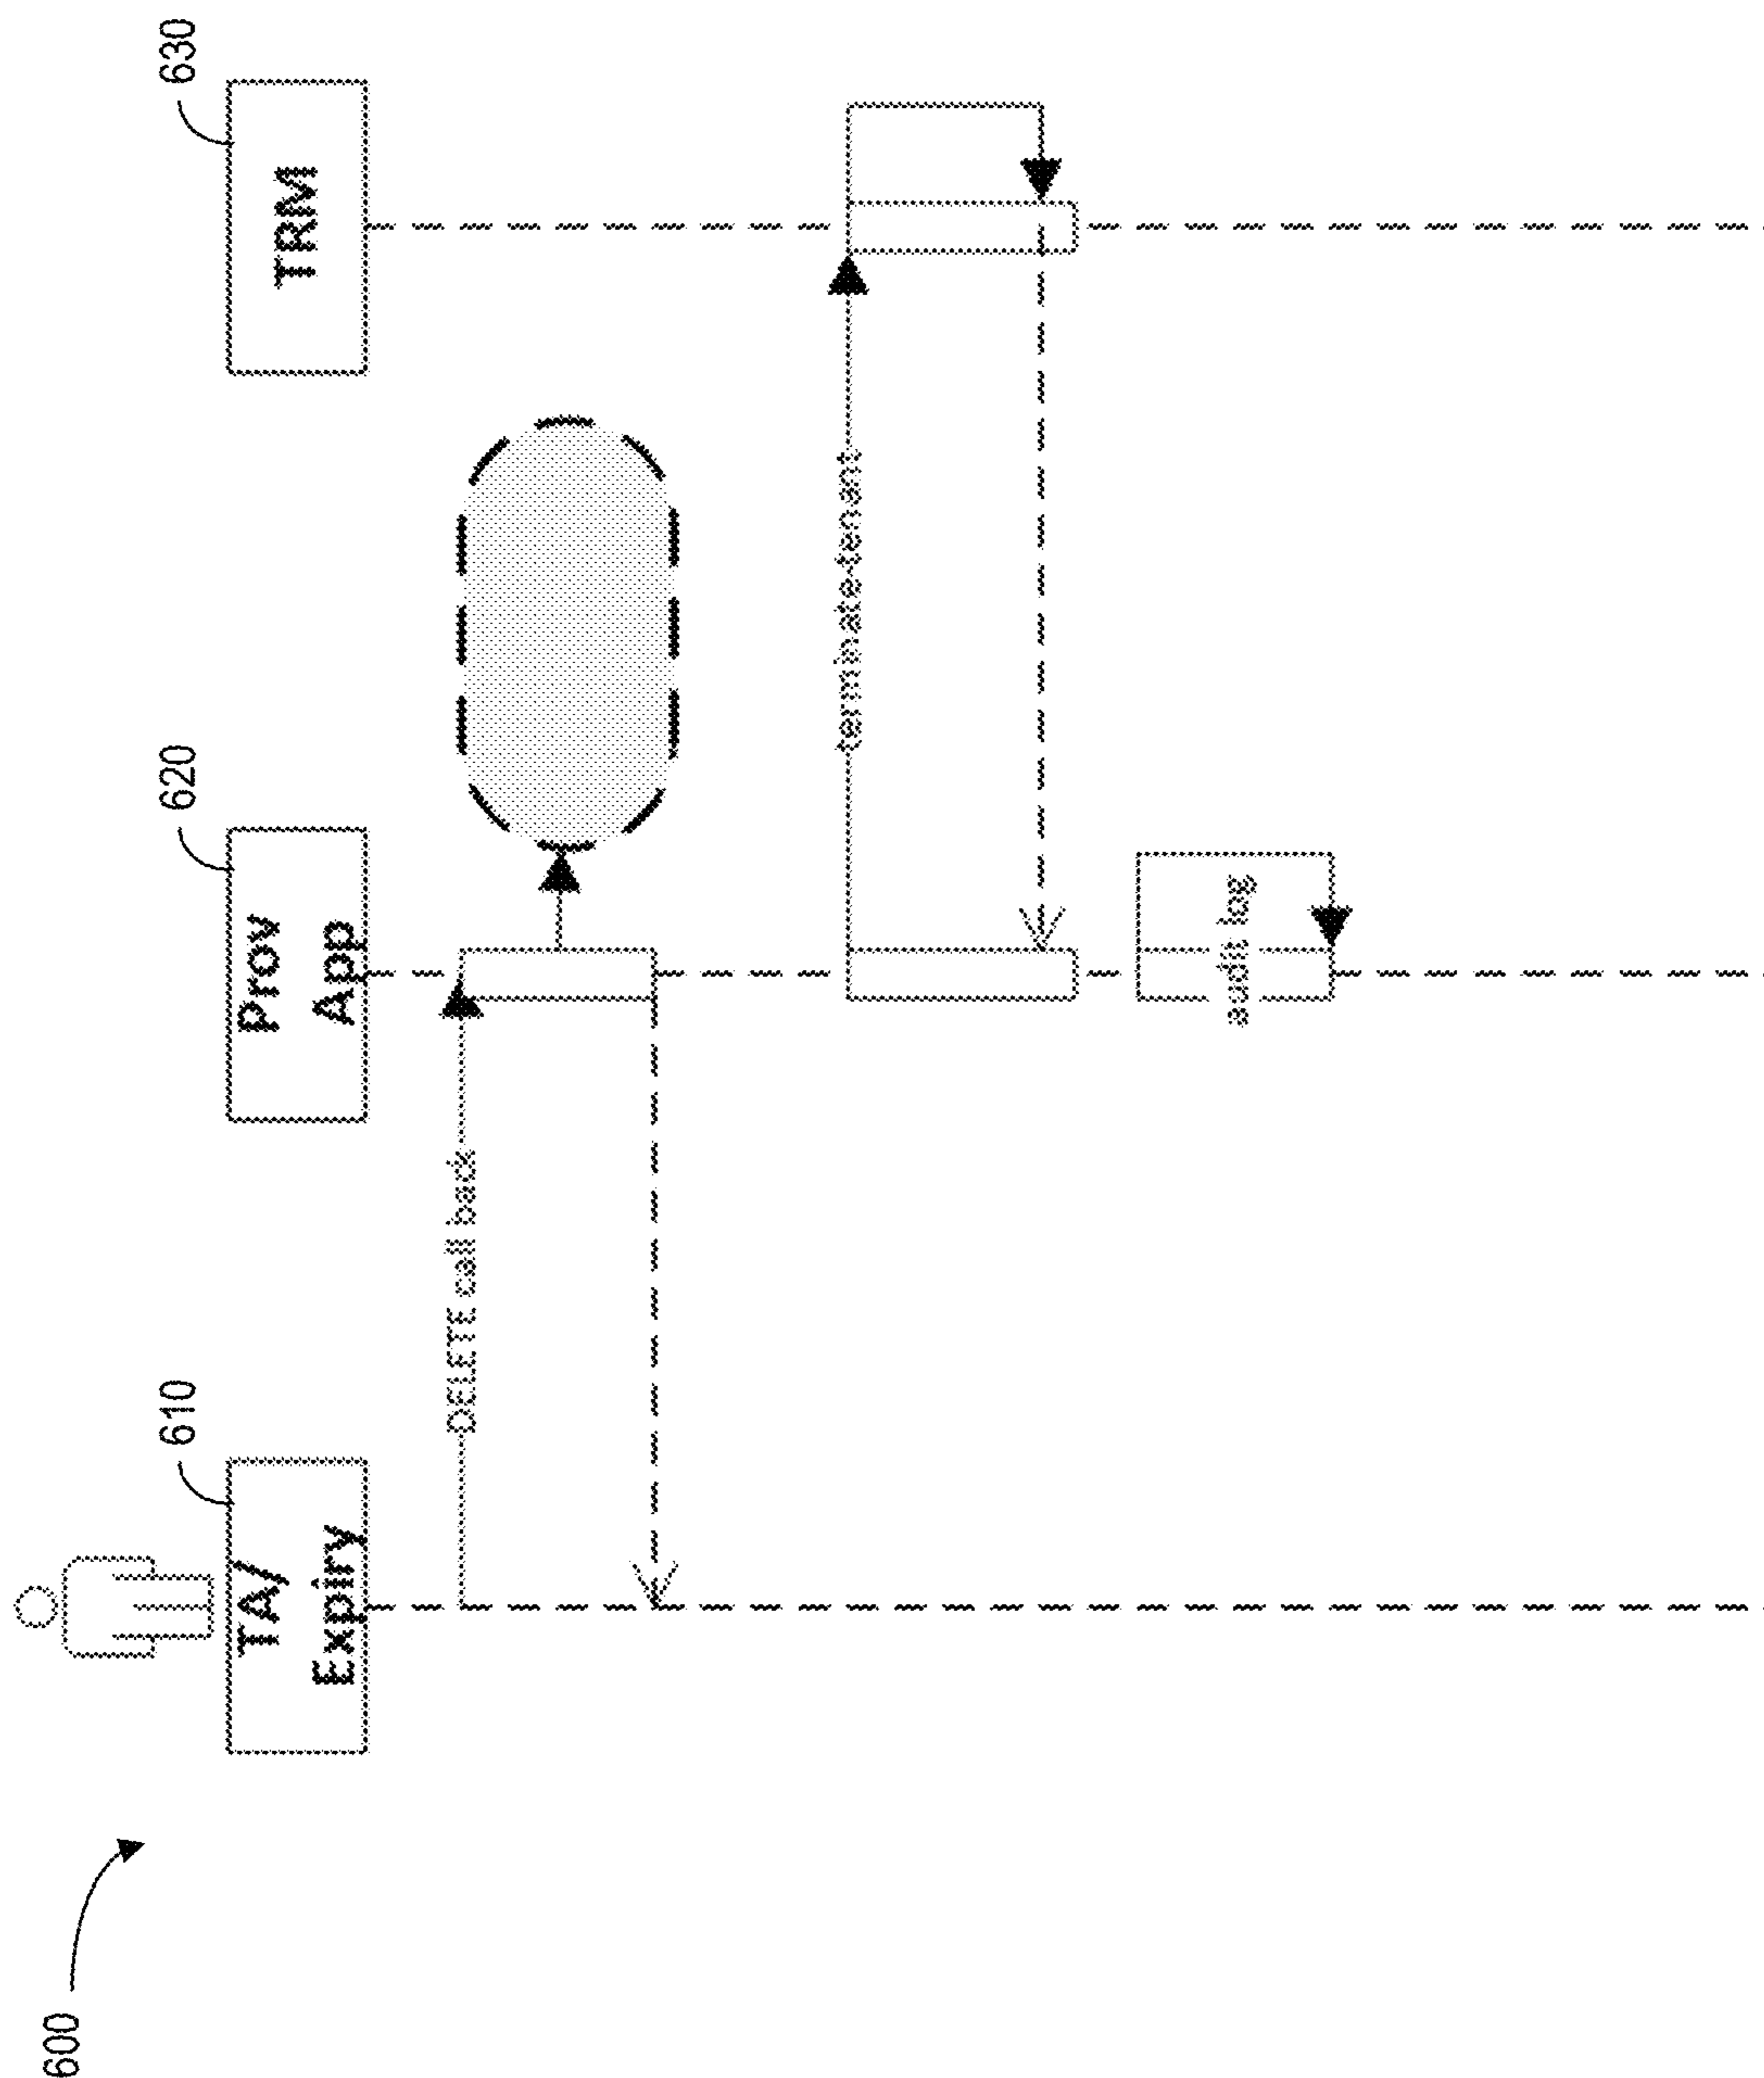 600
610
TA/
Expiry
620
Prov
App
630
TRM
DELETE call back
terminate-tenant
audit log